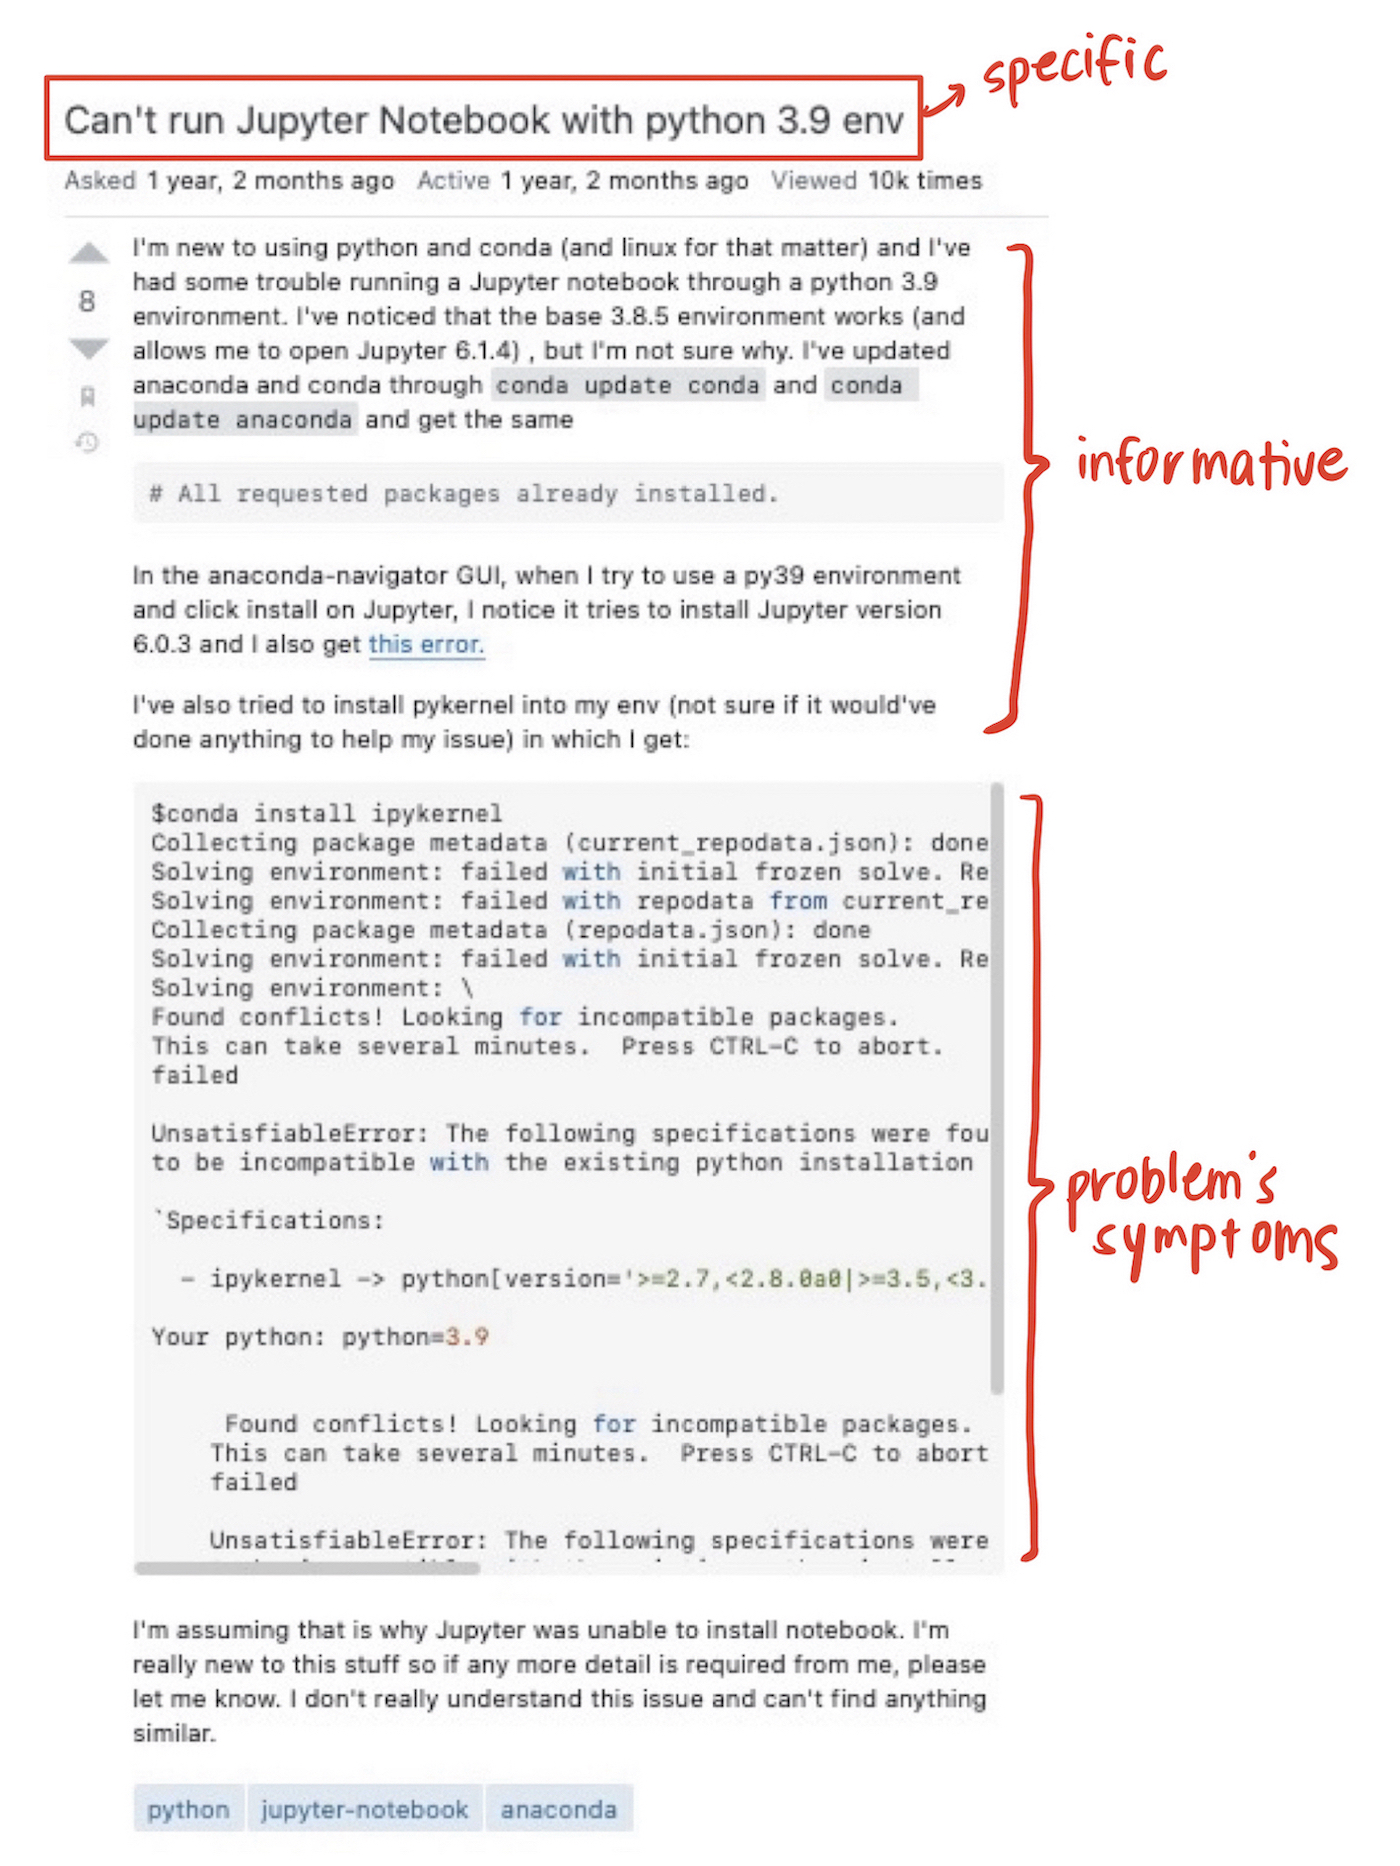 specific
Can't run Jupyter Notebook with python 3.9 env
Asked 1 year, 2 months ago Active 1 year, 2 months ago Viewed 10k times
8
I'm new to using python and conda (and linux for that matter) and I've
had some trouble running a Jupyter notebook through a python 3.9
environment. I've noticed that the base 3.8.5 environment works (and
allows me to open Jupyter 6.1.4) , but I'm not sure why. I've updated
anaconda and conda through conda update conda and conda
update anaconda and get the same
informative
# All requested packages already installed.
In the anaconda-navigator GUI, when I try to use a py39 environment
and click install on Jupyter, I notice it tries to install Jupyter version
6.0.3 and I also get this error.
I've also tried to install pykernel into my env (not sure if it would've
done anything to help my issue) in which I get:
$conda install ipykernel
Collecting package metadata (current_repodata.json): done
Solving environment: failed with initial frozen solve. Re
Solving environment: failed with repodata from current_re
Collecting package metadata (repodata.json): done
Solving environment: failed with initial frozen solve. Re
Solving environment: \
Found conflicts! Looking for incompatible packages.
This can take several minutes.  Press CTRL-C to abort.
failed
UnsatisfiableError: The following specifications were fou
to be incompatible with the existing python installation
problem's
symptoms
`Specifications:
- ipykernel -> python[version='>=2.7,<2.8.0a0|>=3.5,<3.
Your python: python=3.9
Found conflicts! Looking for incompatible packages.
This can take several minutes.  Press CTRL-C to abort
failed
UnsatisfiableError: The following specifications were
I'm assuming that is why Jupyter was unable to install notebook. I'm
really new to this stuff so if any more detail is required from me, please
let me know. I don't really understand this issue and can't find anything
similar.
python jupyter-notebook anaconda